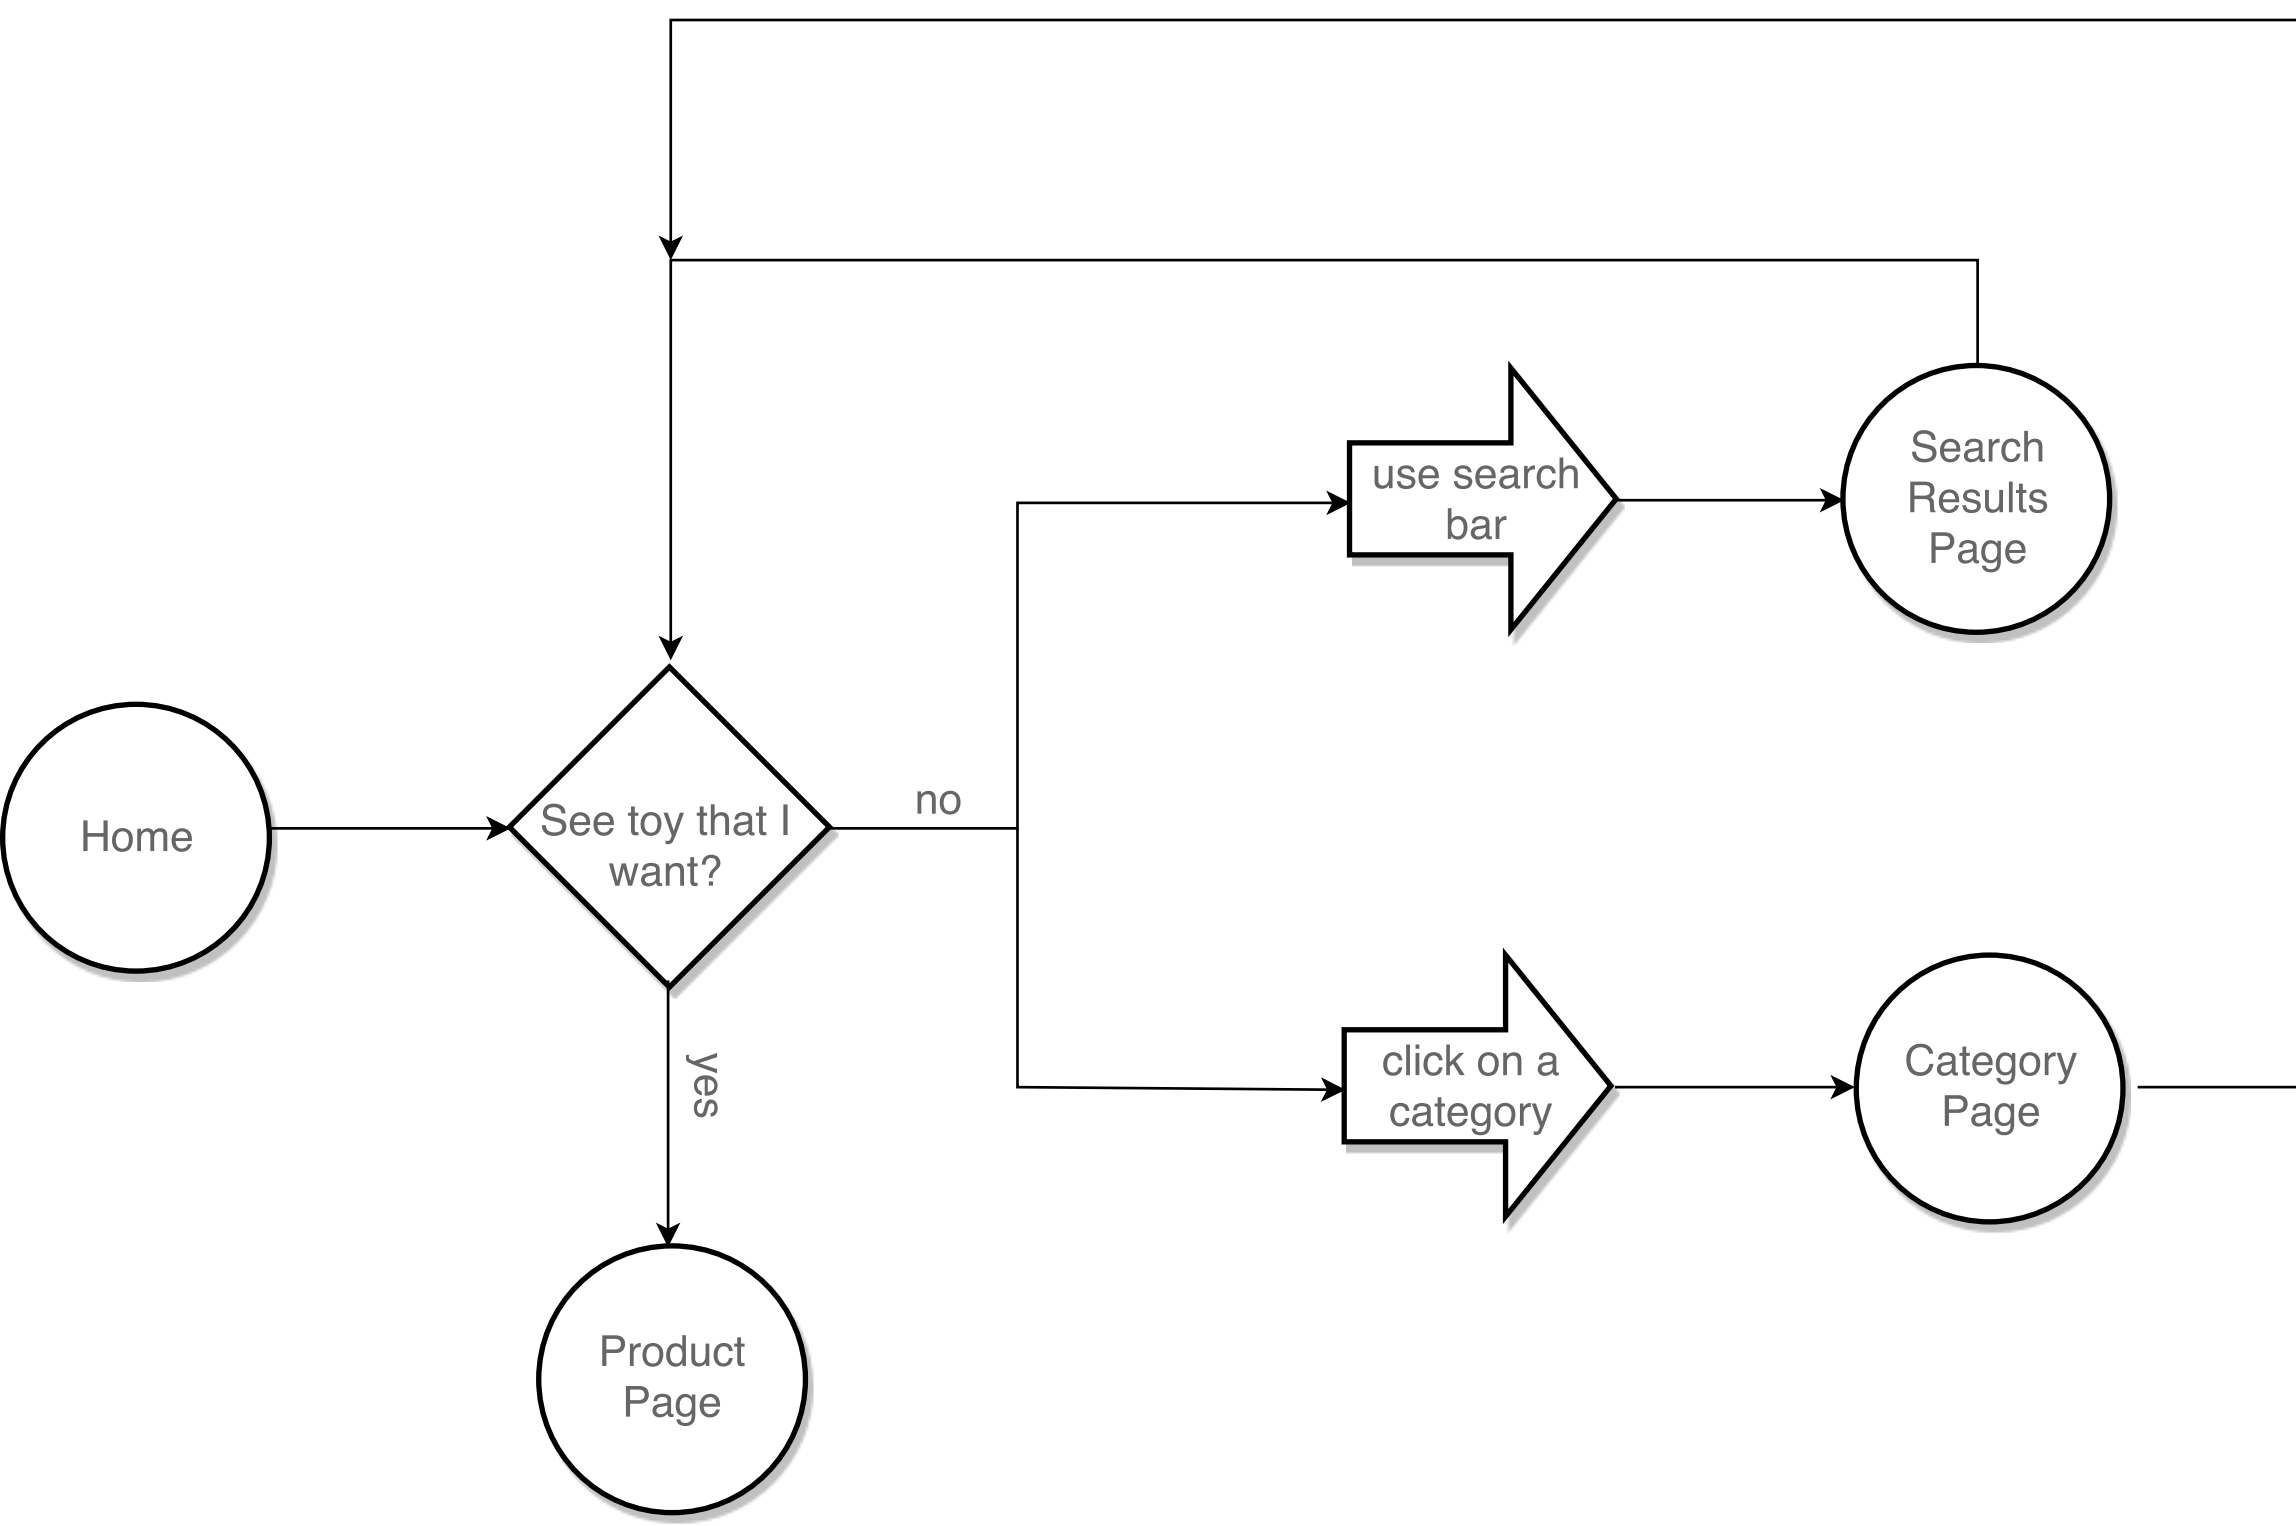 use search
bar
Search
Results
Page
Home
See toy that I
want?
no
yes
click on a
category
Category
Page
Product
Page